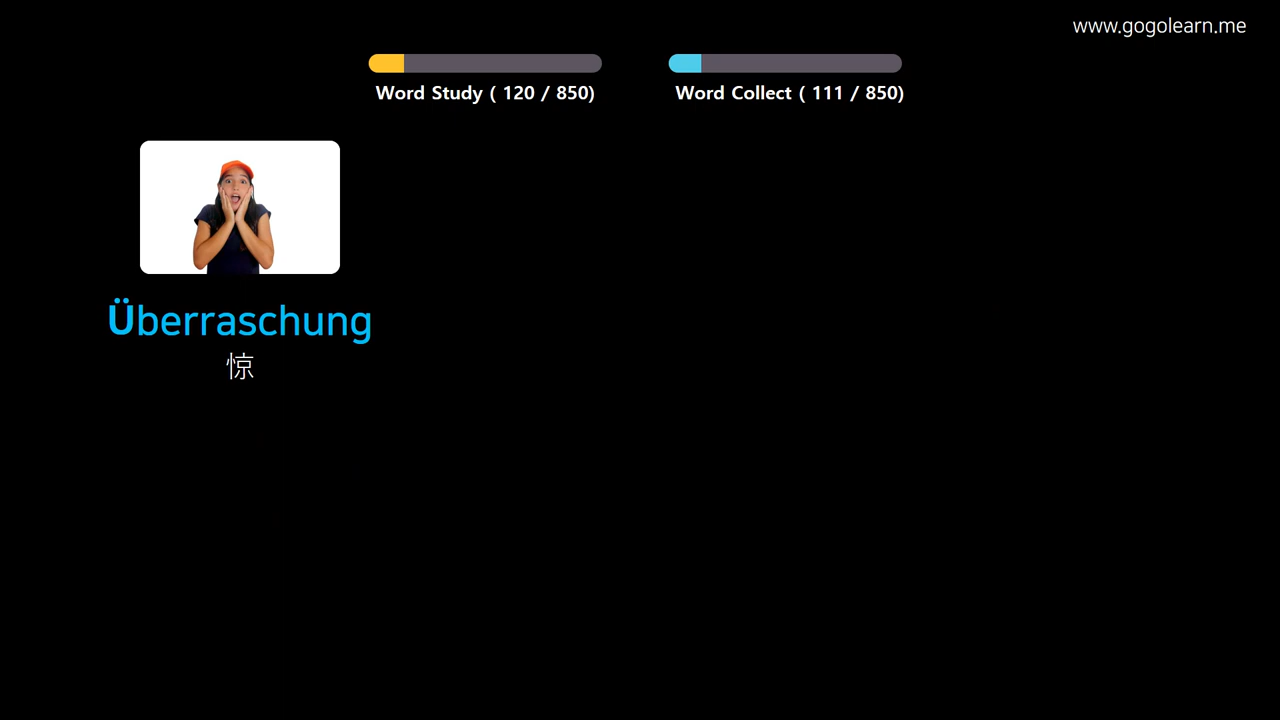 www.gogolearn.me
Word Study ( 120 / 850)
Word Collect ( 111 / 850)
Überraschung
惊